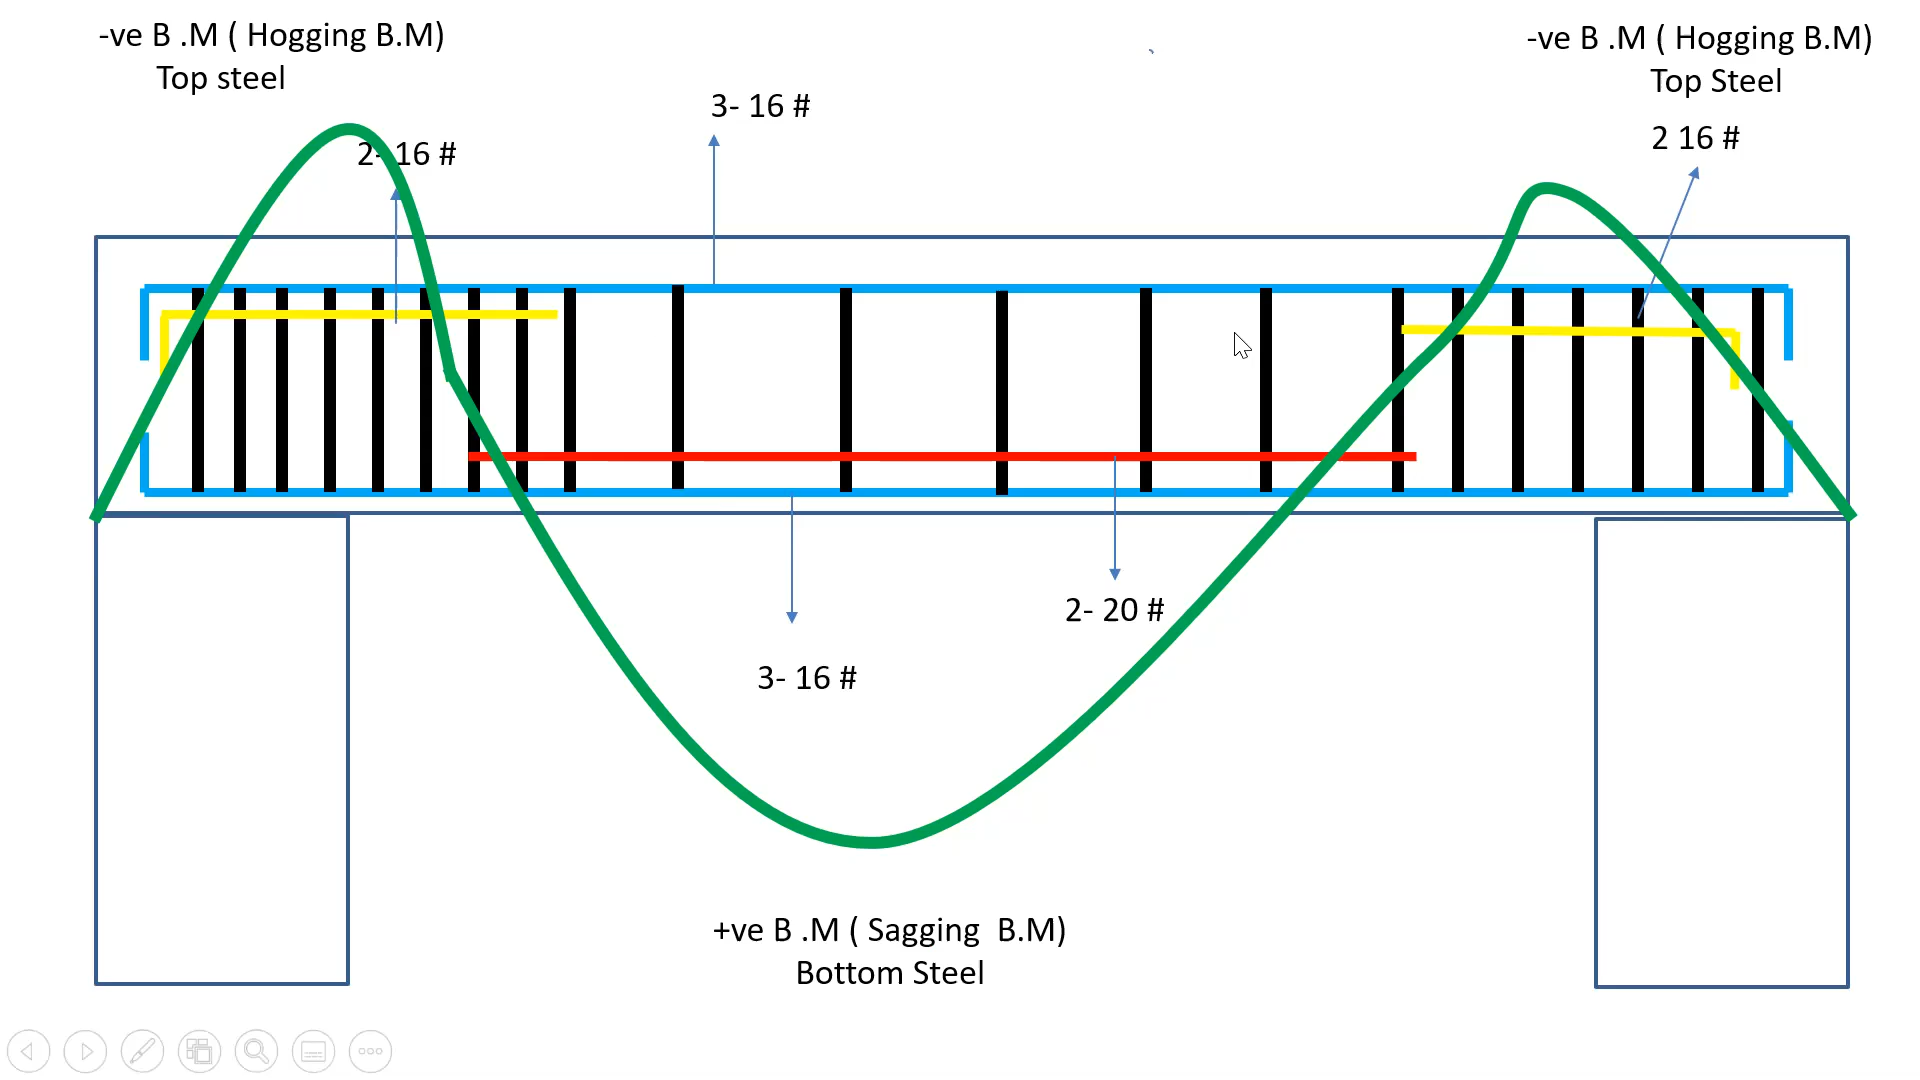 -ve B .M ( Hogging B.M)
Top steel
-ve B .M ( Hogging B.M)
Top Steel
3- 16 #
2- 16 #
2 16 #
2- 20 #
3- 16 #
+ve B .M ( Sagging  B.M)
Bottom Steel